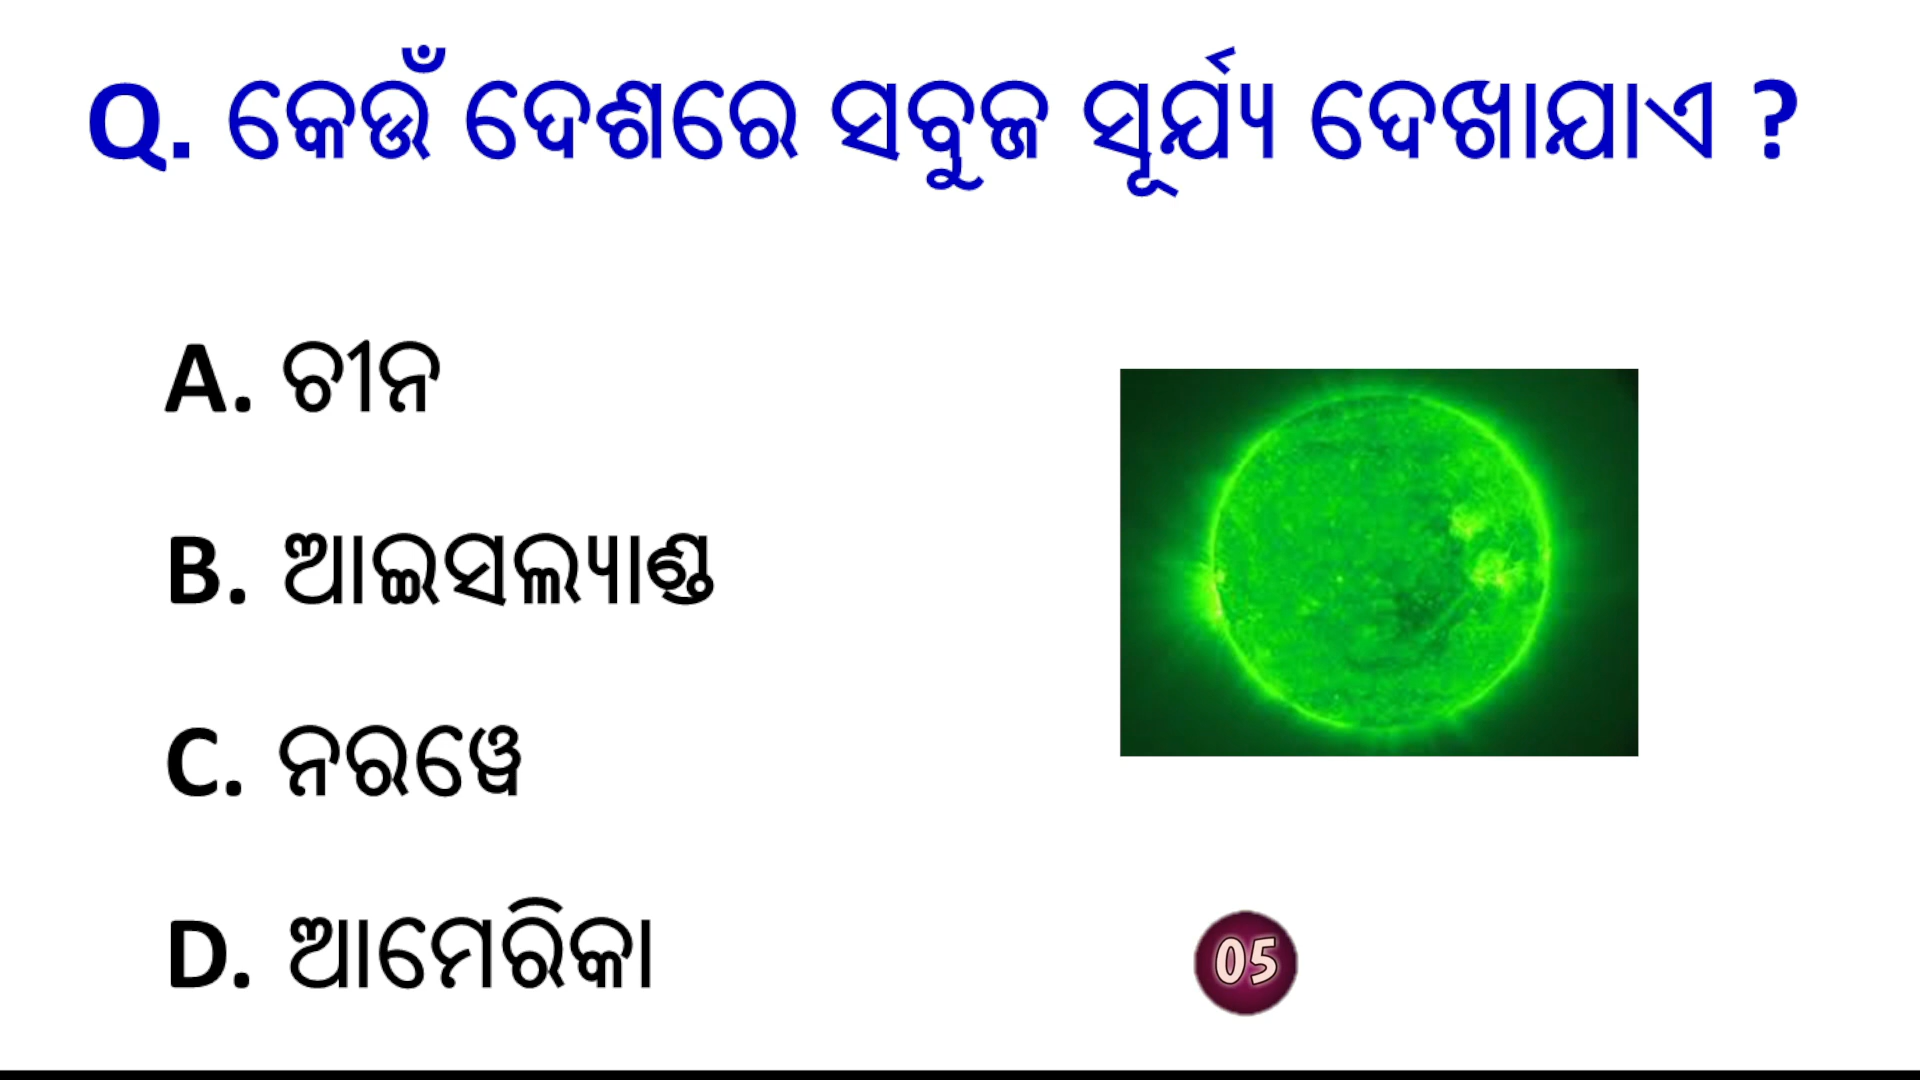 Q. କେଉଁ ଦେଶରେ ସବୁଜ ସୂର୍ଯ୍ୟ ଦେଖାଯାଏ ?
A. ଚୀନ
B. ଆଇସଲ୍ୟାଣ୍ଡ
C. ନରୱେ
D. ଆମେରିକା
05